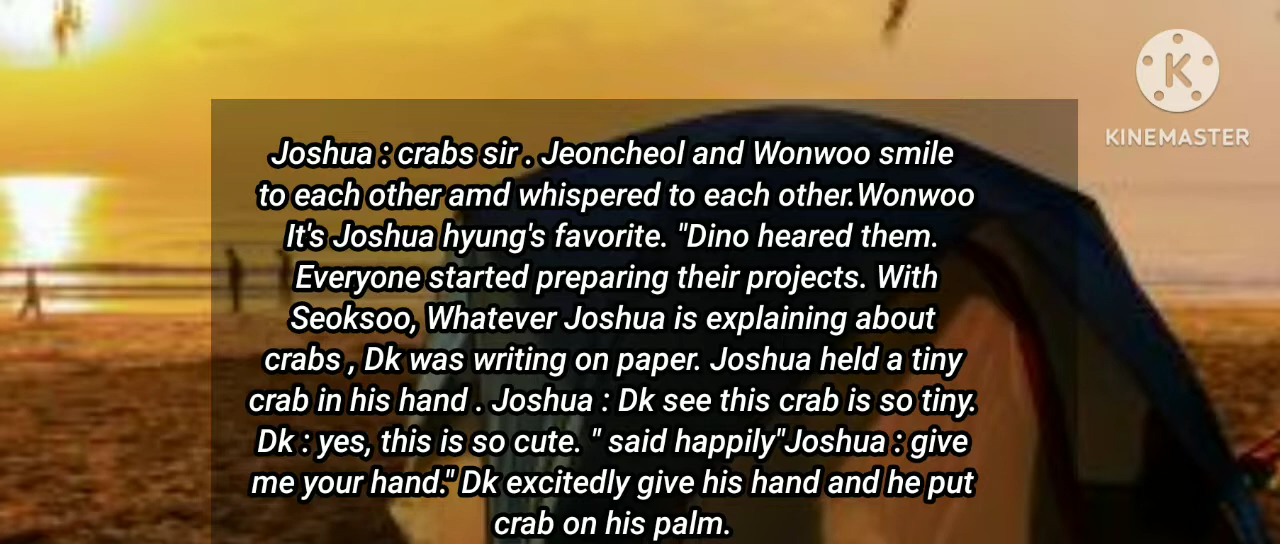 Joshua : crabs sir . Jeoncheol and Wonwoo smile
to each other amd whispered to each other.Wonwoo
It's Joshua hyung's favorite. "Dino heared them.
Everyone started preparing their projects. With
Seoksoo, Whatever Joshua is explaining about
crabs , Dk was writing on paper. Joshua held a tiny
crab in his hand . Joshua : Dk see this crab is so tiny.
Dk : yes, this is so cute. " said happily"Joshua : give
me your hand." Dk excitedly give his hand and he put
crab on his palm.
K
KINEMASTER